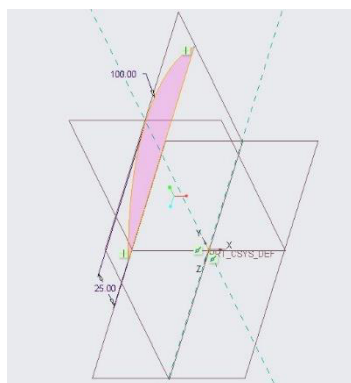 100.00
Y
X
PRT_CSYS_DEF
Z
25.00